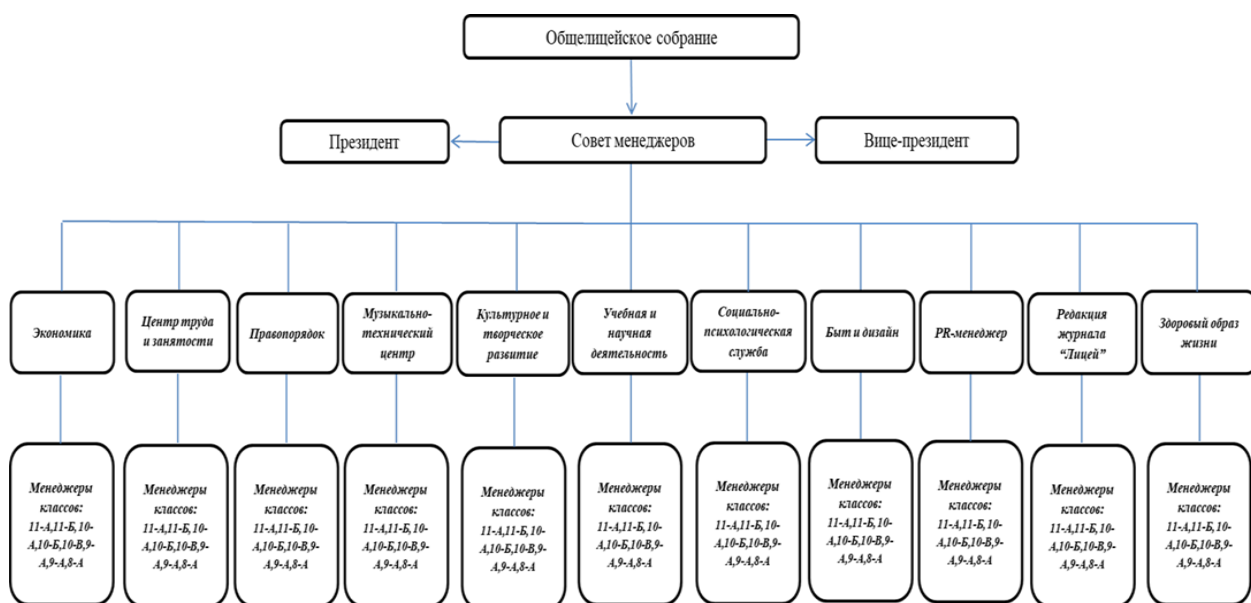 Общелицейское собрание
Президент
Совет менеджеров
Вице-президент
Экономика
Центр труда
и занятости
Правопорядок
Музыкально-
технический
центр
Культурное и
творческое
развитие
Учебная и
научная
деятельность
Социально-
психологическая
служба
Быт и дизайн
PR-менеджер
Редакция
журнала
“Лицей”
Здоровый образ
жизни
Менеджеры
классов:
11-А,11-Б,10-
А,10-Б,10-В,9-
А,9-А,8-А
Менеджеры
классов:
11-А,11-Б,10-
А,10-Б,10-В,9-
А,9-А,8-А
Менеджеры
классов:
11-А,11-Б,10-
А,10-Б,10-В,9-
А,9-А,8-А
Менеджеры
классов:
11-А,11-Б,10-
А,10-Б,10-В,9-
А,9-А,8-А
Менеджеры
классов:
11-А,11-Б,10-
А,10-Б,10-В,9-
А,9-А,8-А
Менеджеры
классов:
11-А,11-Б,10-
А,10-Б,10-В,9-
А,9-А,8-А
Менеджеры
классов:
11-А,11-Б,10-
А,10-Б,10-В,9-
А,9-А,8-А
Менеджеры
классов:
11-А,11-Б,10-
А,10-Б,10-В,9-
А,9-А,8-А
Менеджеры
классов:
11-А,11-Б,10-
А,10-Б,10-В,9-
А,9-А,8-А
Менеджеры
классов:
11-А,11-Б,10-
А,10-Б,10-В,9-
А,9-А,8-А
Менеджеры
классов:
11-А,11-Б,10-
А,10-Б,10-В,9-
А,9-А,8-А